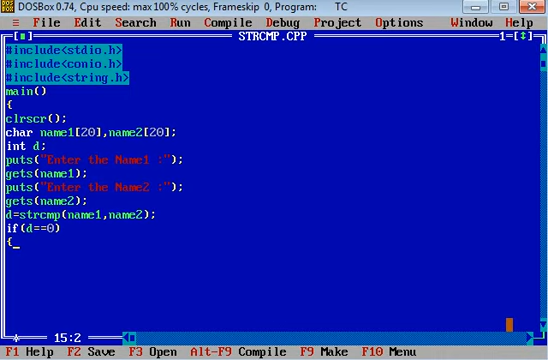 DOSBox 0.74, Cpu speed: max 100% cycles, Frameskip 0, Program: TC
≡ File Edit Search Run Compile Debug Project Options Window Help
[■] STRCMP.CPP 1=[↕]
#include<stdio.h>
#include<conio.h>
#include<string.h>
main()
{
clrscr();
char name1[20],name2[20];
int d;
puts("Enter the Name1 :");
gets(name1);
puts("Enter the Name2 :");
gets(name2);
d=strcmp(name1,name2);
if(d==0)
{_
* 15:2
F1 Help F2 Save F3 Open Alt-F9 Compile F9 Make F10 Menu